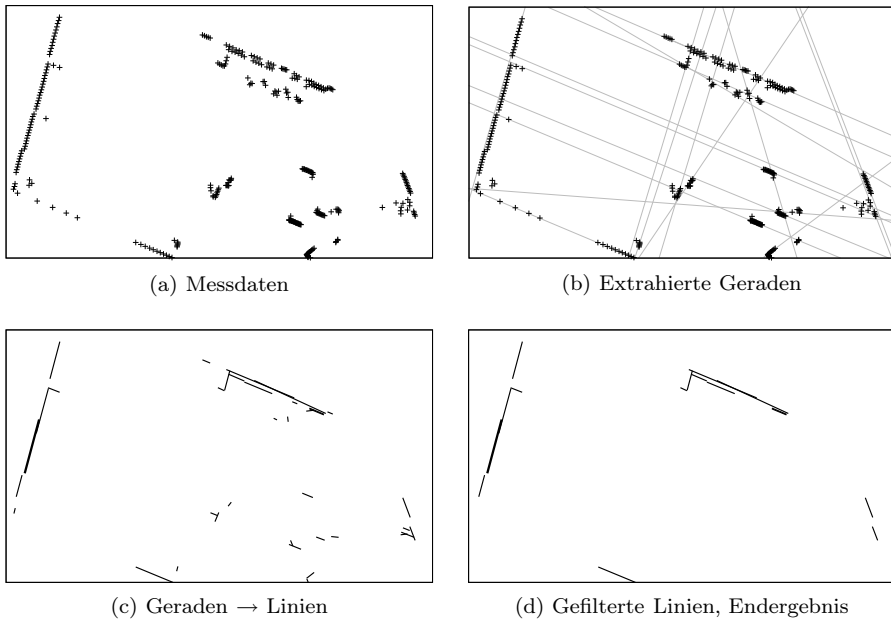 (a) Messdaten
(b) Extrahierte Geraden
(c) Geraden → Linien
(d) Gefilterte Linien, Endergebnis